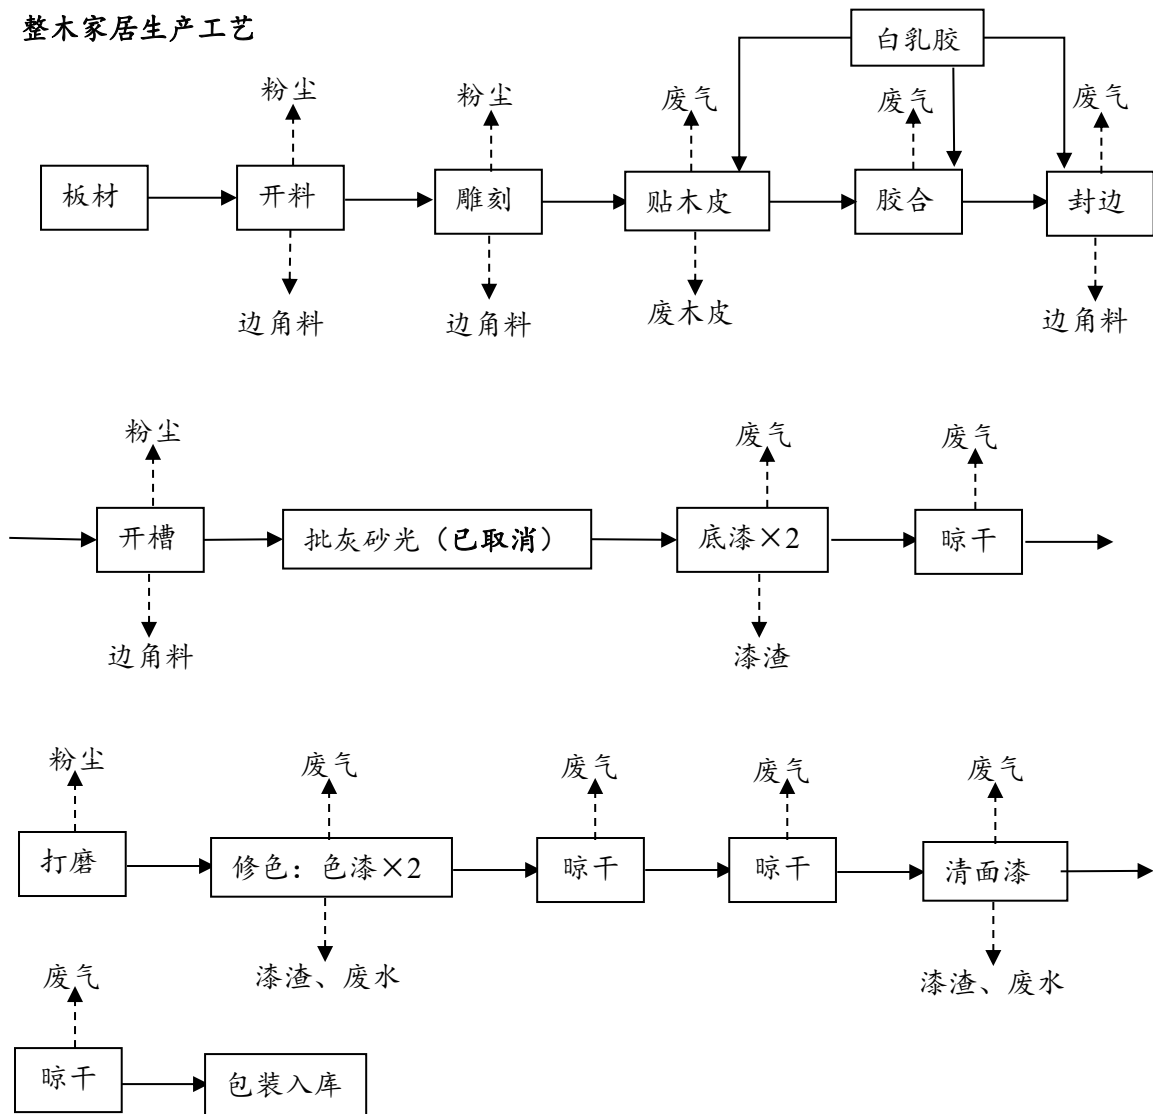 整木家居生产工艺
白乳胶
粉尘
粉尘
废气
废气
废气
板材
开料
雕刻
贴木皮
胶合
封边
边角料
边角料
废木皮
边角料
粉尘
废气
废气
开槽
批灰砂光（已取消）
底漆×2
晾干
边角料
漆渣
粉尘
废气
废气
废气
废气
打磨
修色：色漆×2
晾干
晾干
清面漆
漆渣、废水
漆渣、废水
废气
晾干
包装入库